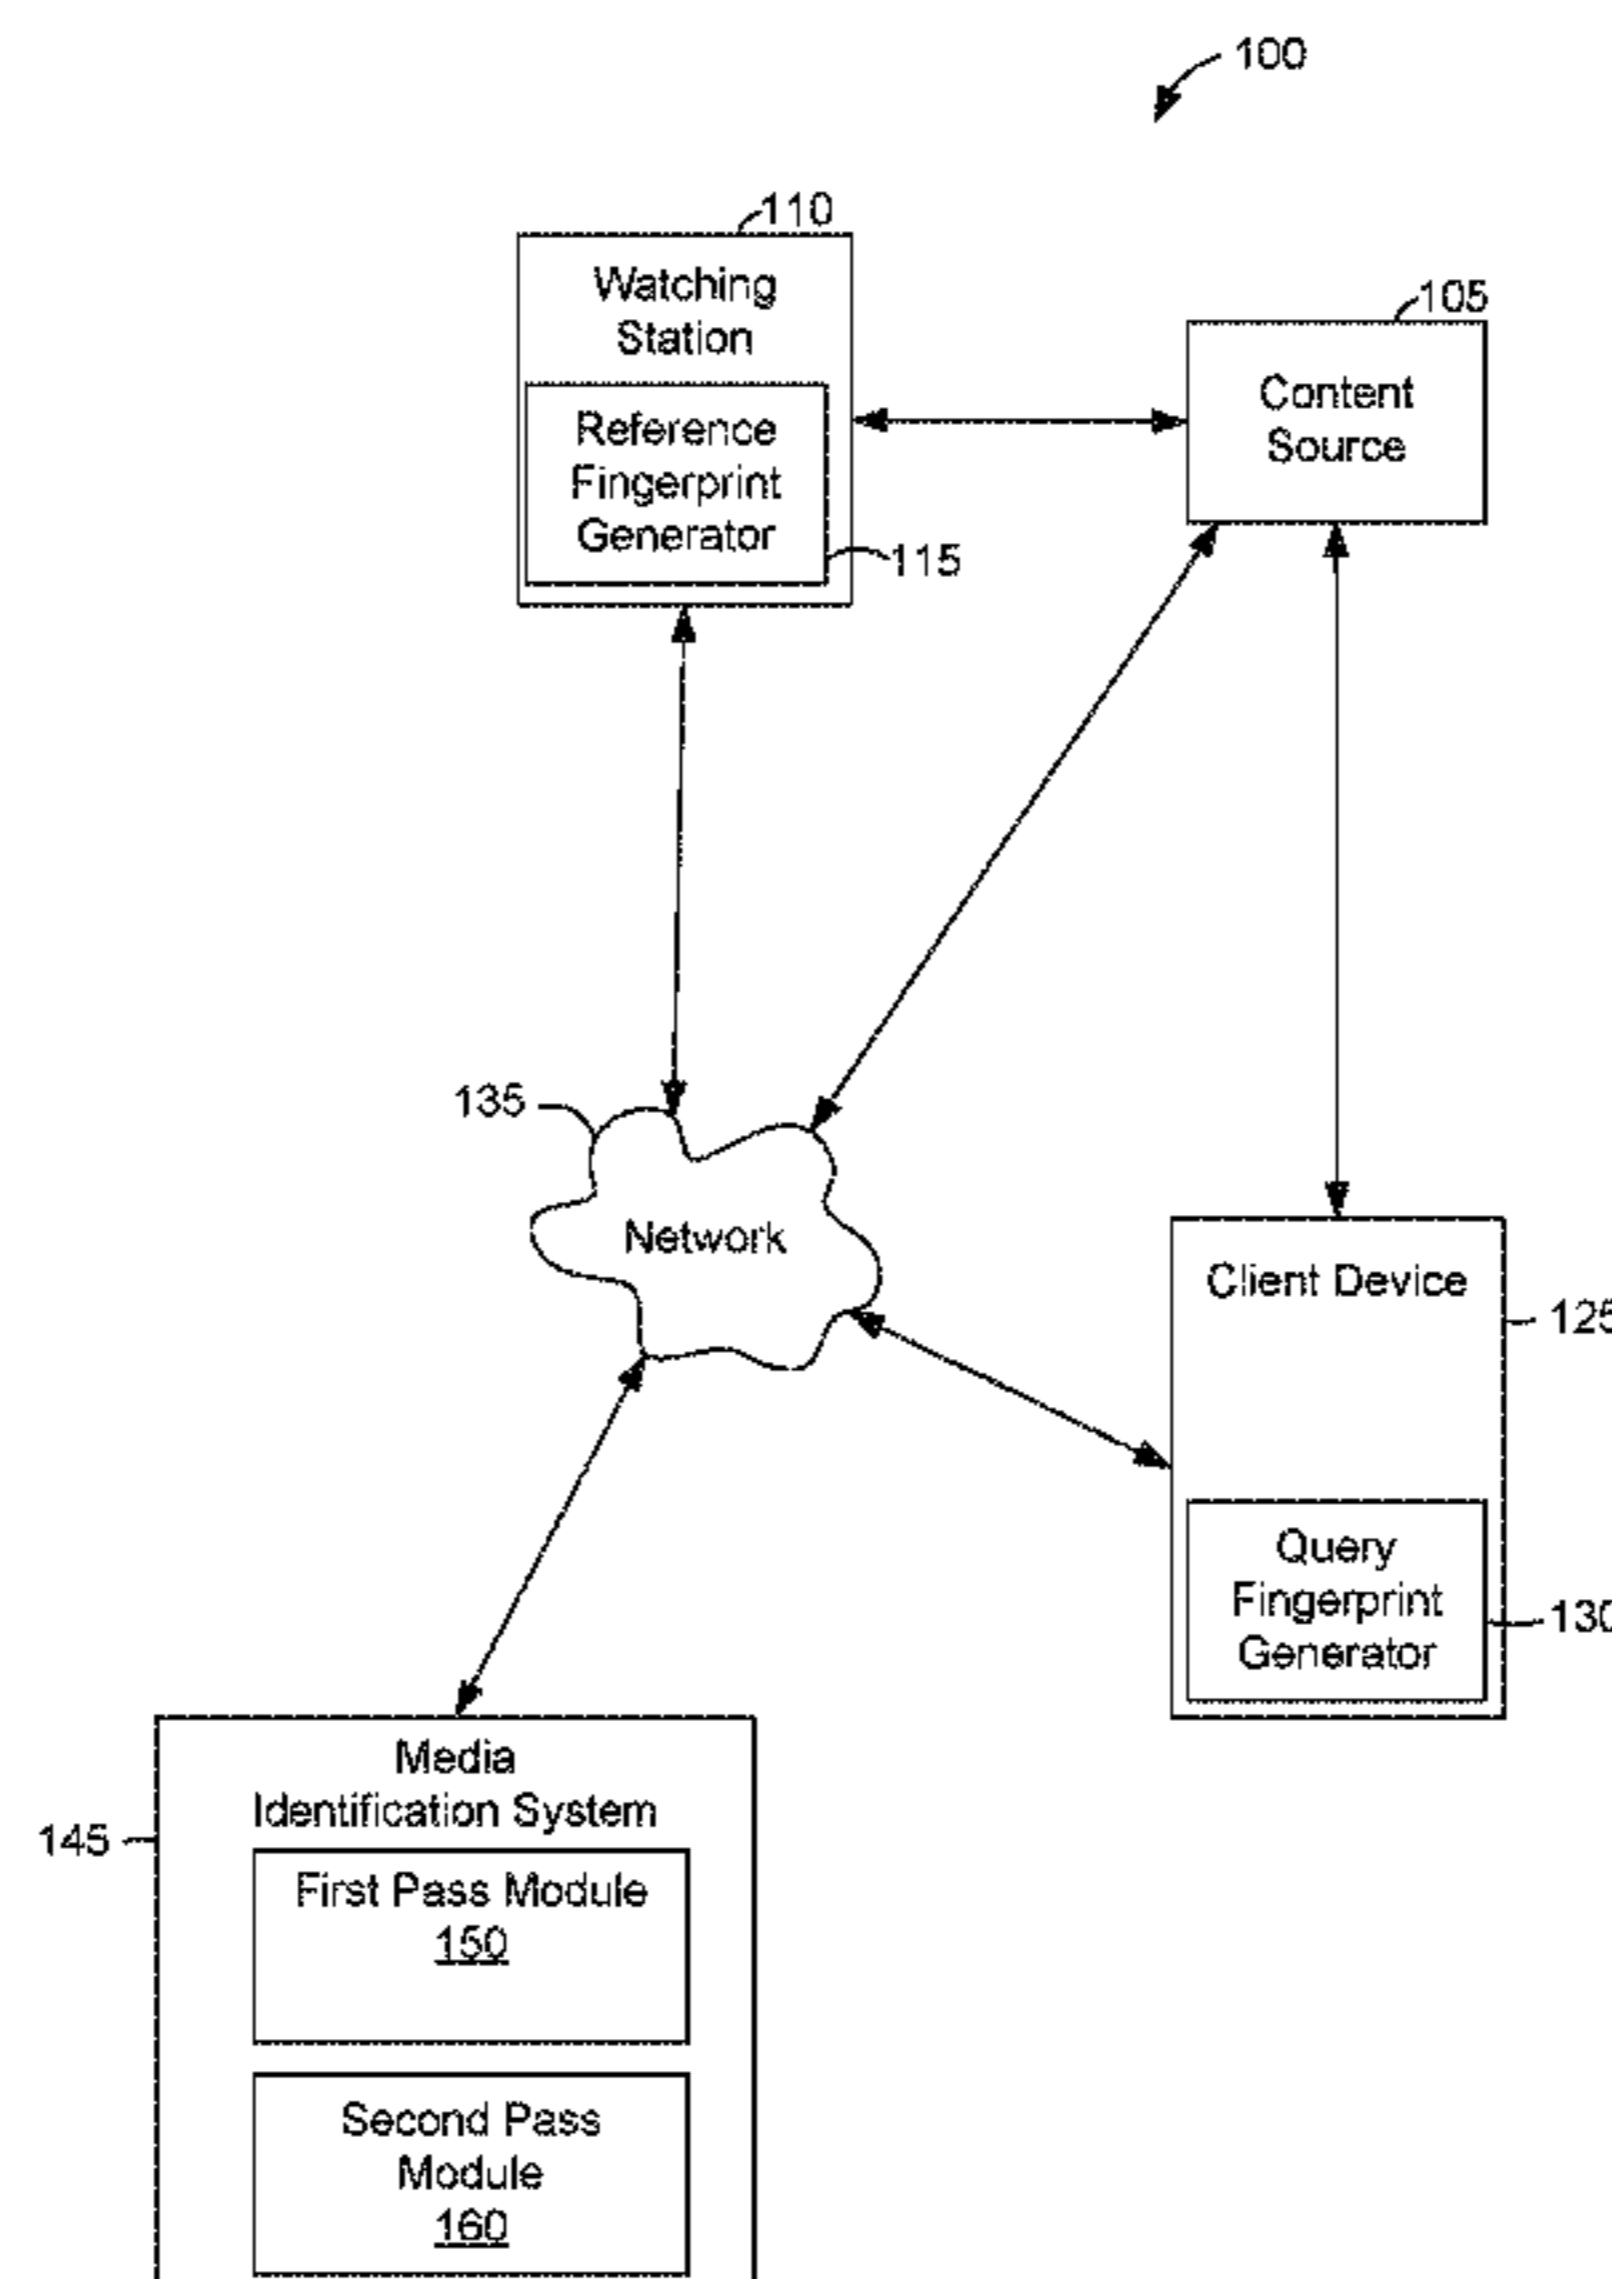 100
110
Watching
Station
105
Content
Source
Reference
Fingerprint
Generator
115
135
Network
Client Device
125
Query
Fingerprint
Generator
130
Media
Identification System
145
First Pass Module
150
Second Pass
Module
160